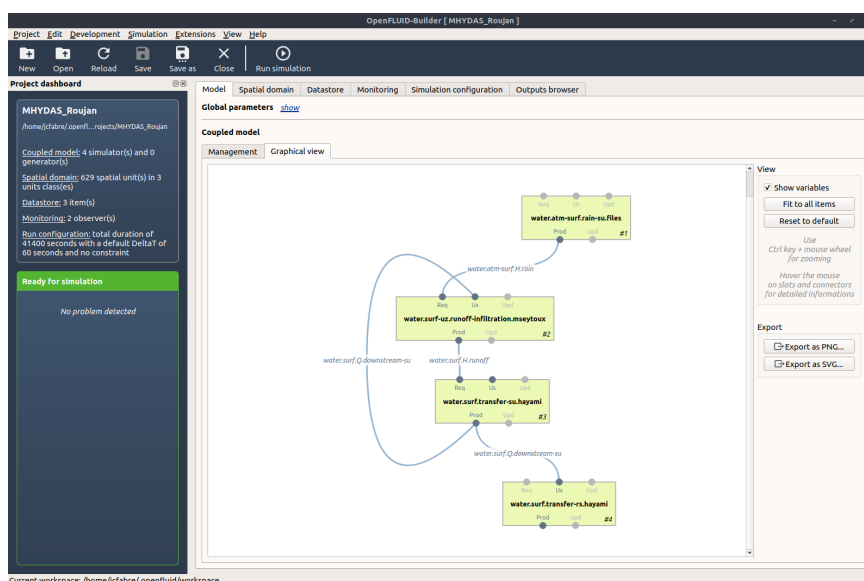 OpenFLUID-Builder [ MHYDAS_Roujan ]
Project Edit Development Simulation Extensions View Help
New Open Reload Save Save as Close Run simulation
Project dashboard
MHYDAS_Roujan
/home/jcfabre/.openfl...rojects/MHYDAS_Roujan
Coupled model: 4 simulator(s) and 0
generator(s)
Spatial domain: 629 spatial unit(s) in 3
units class(es)
Datastore: 3 item(s)
Monitoring: 2 observer(s)
Run configuration: total duration of
41400 seconds with a default DeltaT of
60 seconds and no constraint
Ready for simulation
No problem detected
Model Spatial domain Datastore Monitoring Simulation configuration Outputs browser
Global parameters show
Coupled model
Management Graphical view
Req Us Upd
water.atm-surf.rain-su.files
Prod Upd #1
water.atm-surf.H.rain
Req Us Upd
water.surf-uz.runoff-infiltration.mseytoux
Prod Upd #2
water.surf.Q.downstream-su water.surf.H.runoff
Req Us Upd
water.surf.transfer-su.hayami
Prod Upd #3
water.surf.Q.downstream-su
Req Us Upd
water.surf.transfer-rs.hayami
Prod Upd #4
View
Show variables
Fit to all items
Reset to default
Use
Ctrl key + mouse wheel
for zooming
Hover the mouse
on slots and connectors
for detailed informations
Export
Export as PNG...
Export as SVG...
Current workspace: /home/jcfabre/.openfluid/workspace